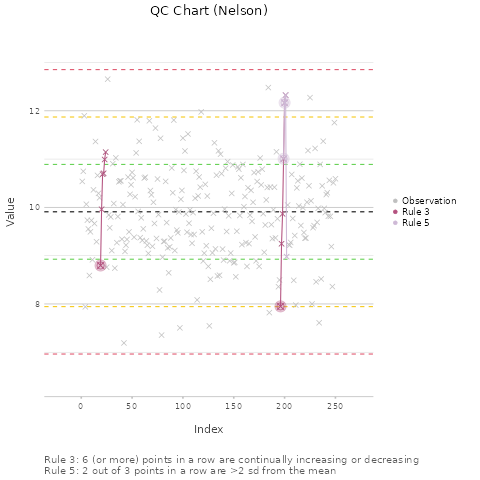 QC Chart (Nelson)
12
10
8
Value
0
50
100
150
200
250
Index
Observation
Rule 3
Rule 5
Rule 3: 6 (or more) points in a row are continually increasing or decreasing
Rule 5: 2 out of 3 points in a row are >2 sd from the mean